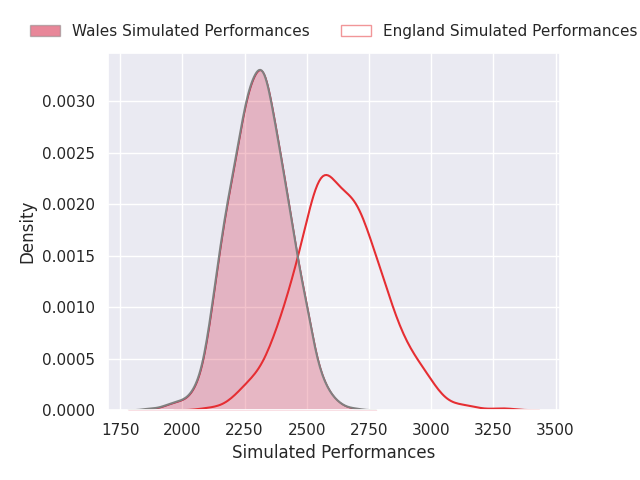 Wales Simulated Performances England Simulated Performances
0.0030
0.0025
0.0020
0.0015
0.0010
0.0005
0.0000
Density
1750 2000 2250 2500 2750 3000 3250 3500
Simulated Performances